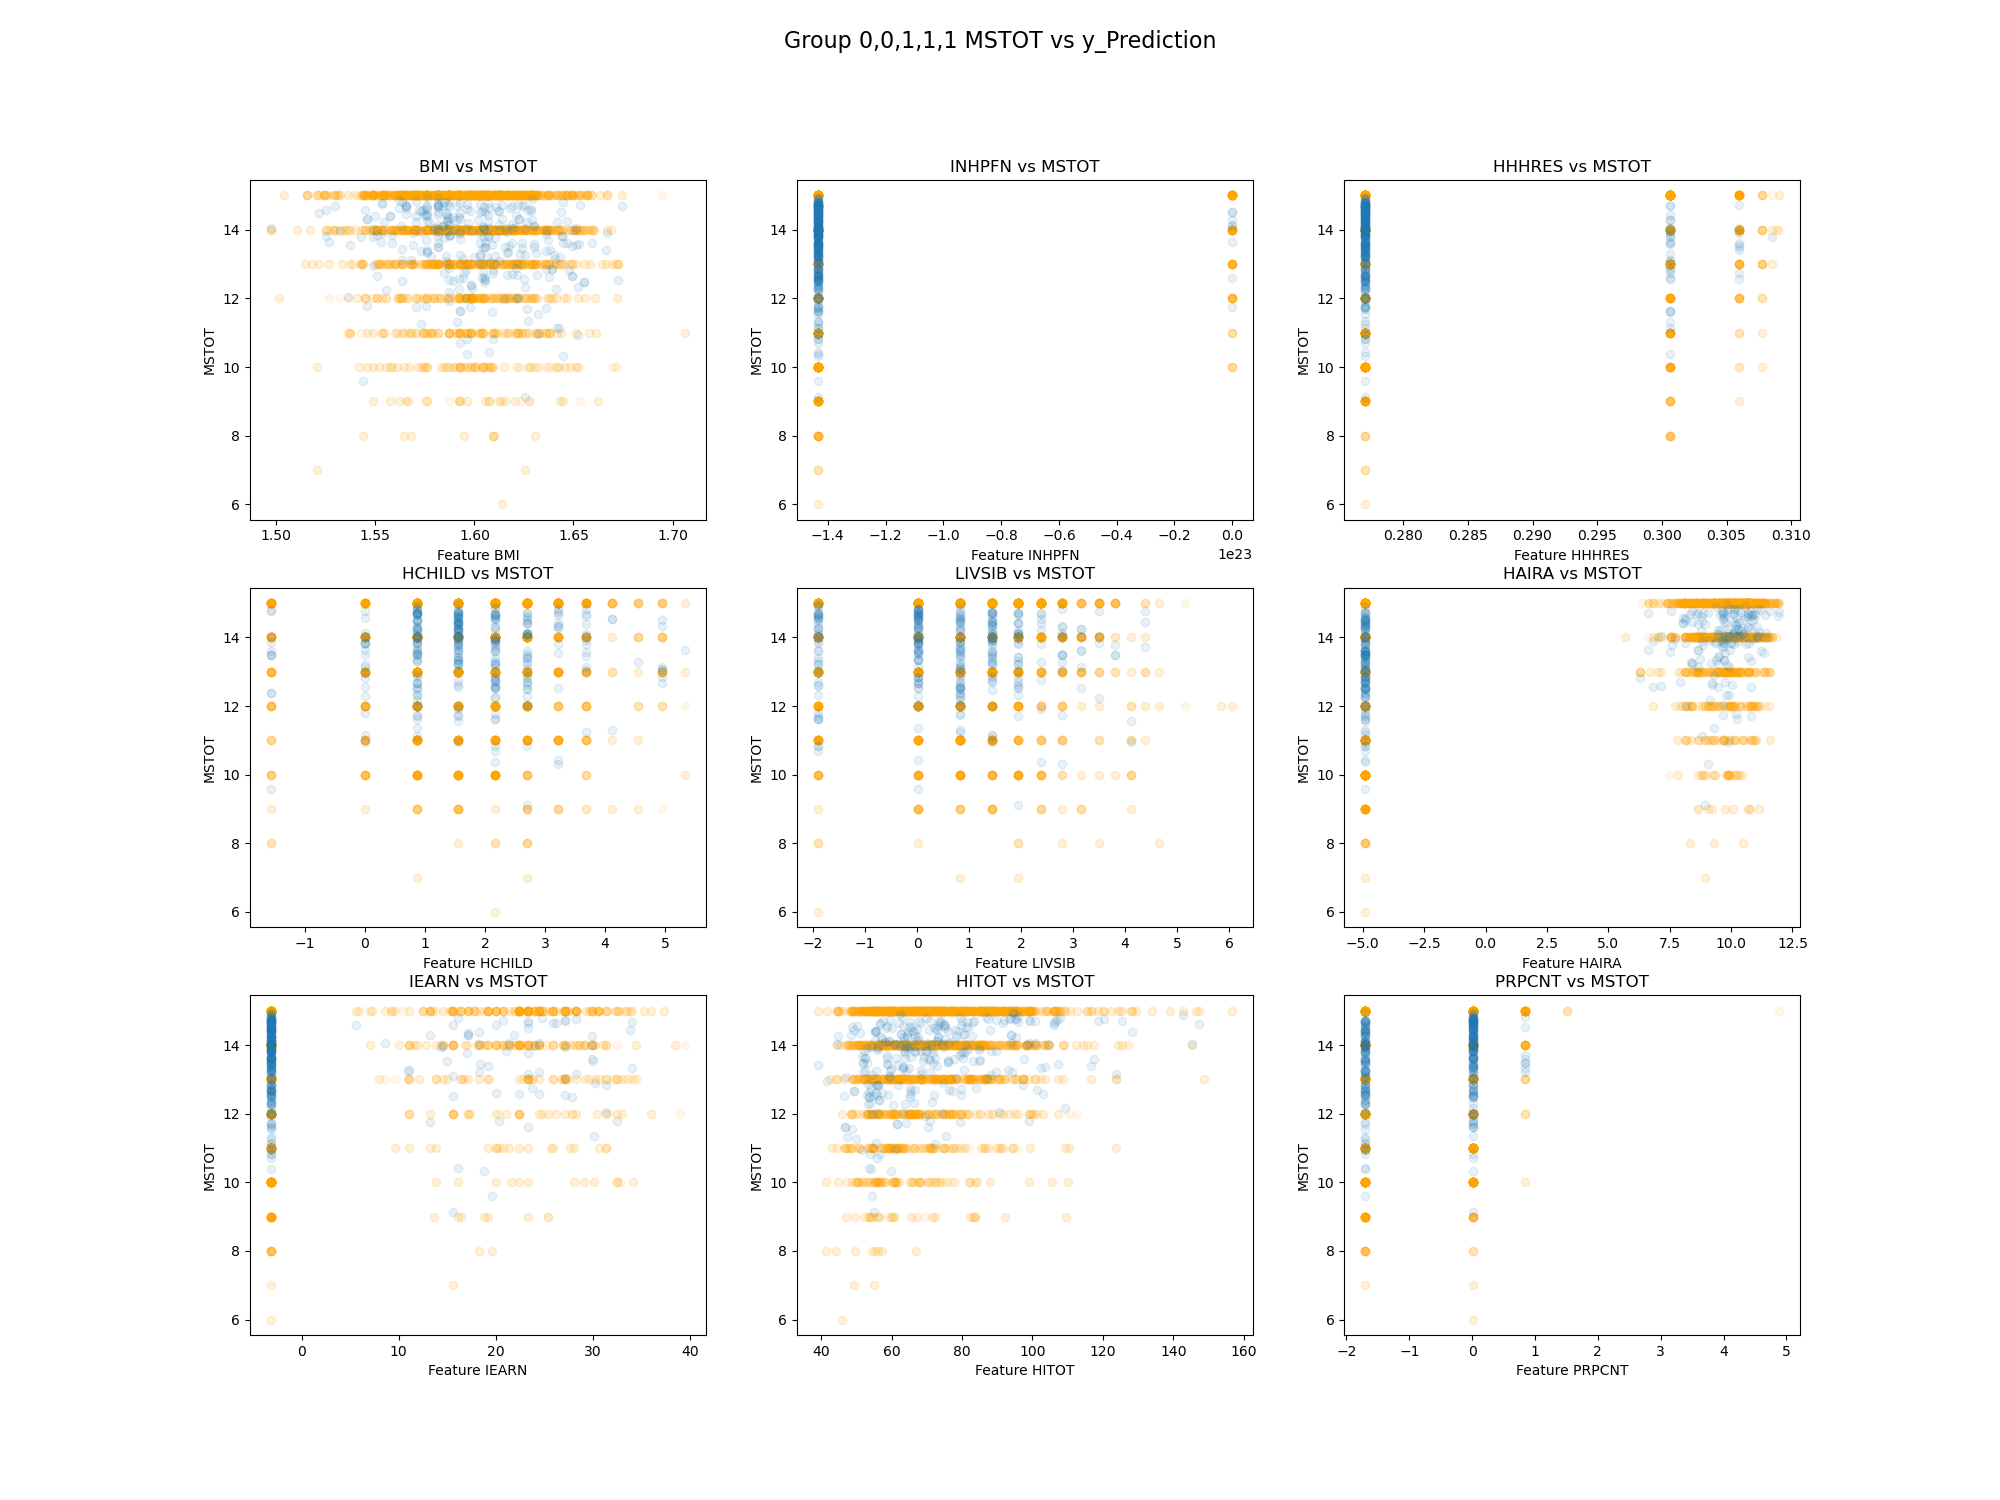 Group 0,0,1,1,1 MSTOT vs y_Prediction
BMI vs MSTOT
MSTOT
14
12
10
8
6
1.50 1.55 1.60 1.65 1.70
Feature BMI
INHPFN vs MSTOT
MSTOT
14
12
10
8
6
−1.4 −1.2 −1.0 −0.8 −0.6 −0.4 −0.2 0.0
1e23
Feature INHPFN
HHHRES vs MSTOT
MSTOT
14
12
10
8
6
0.280 0.285 0.290 0.295 0.300 0.305 0.310
Feature HHHRES
HCHILD vs MSTOT
MSTOT
14
12
10
8
6
−1 0 1 2 3 4 5
Feature HCHILD
LIVSIB vs MSTOT
MSTOT
14
12
10
8
6
−2 −1 0 1 2 3 4 5 6
Feature LIVSIB
HAIRA vs MSTOT
MSTOT
14
12
10
8
6
−5.0 −2.5 0.0 2.5 5.0 7.5 10.0 12.5
Feature HAIRA
IEARN vs MSTOT
MSTOT
14
12
10
8
6
0 10 20 30 40
Feature IEARN
HITOT vs MSTOT
MSTOT
14
12
10
8
6
40 60 80 100 120 140 160
Feature HITOT
PRPCNT vs MSTOT
MSTOT
14
12
10
8
6
−2 −1 0 1 2 3 4 5
Feature PRPCNT